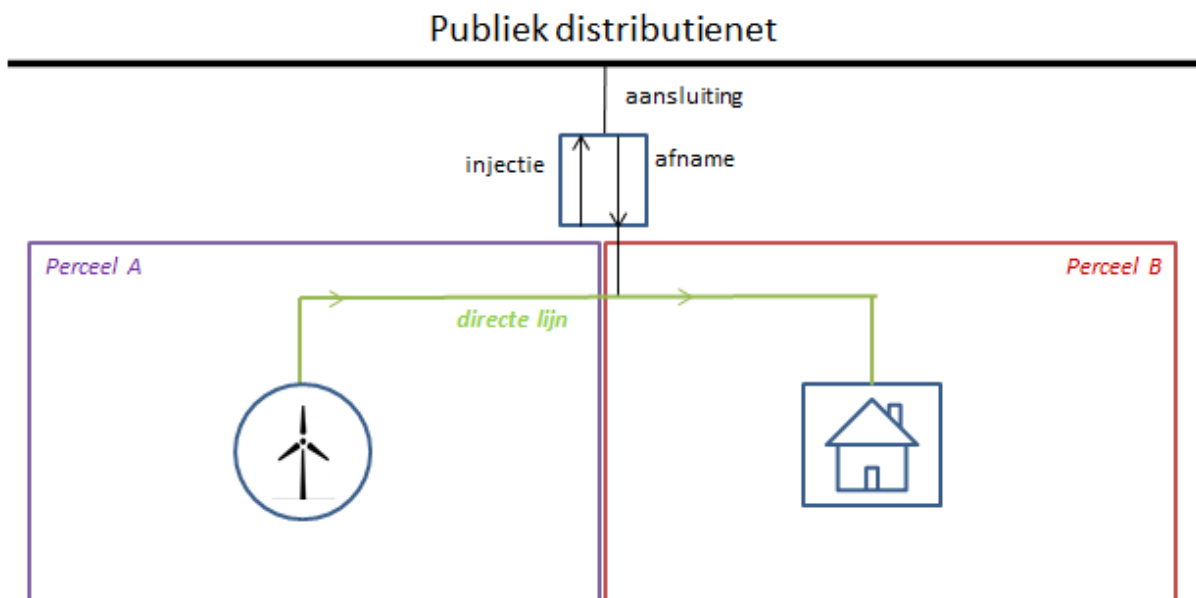 Publiek distributienet
aansluiting
injectie
afname
Perceel A
Perceel B
directe lijn